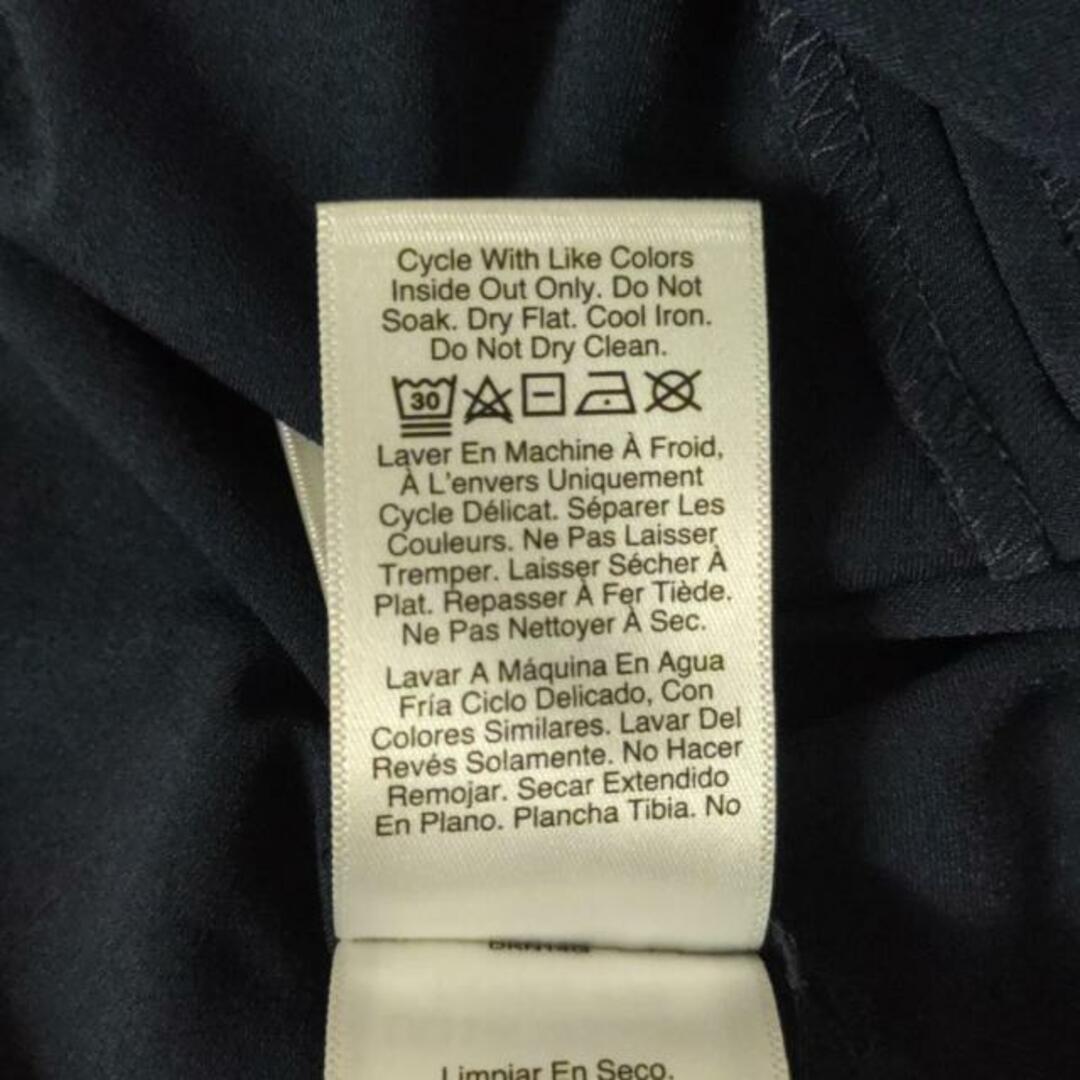 Cycle With Like Colors
Inside Out Only. Do Not
Soak. Dry Flat. Cool Iron.
Do Not Dry Clean.
30
Laver En Machine À Froid,
À L'envers Uniquement
Cycle Délicat. Séparer Les
Couleurs. Ne Pas Laisser
Tremper. Laisser Sécher À
Plat. Repasser À Fer Tiède.
Ne Pas Nettoyer À Sec.
Lavar A Máquina En Agua
Fría Ciclo Delicado, Con
Colores Similares. Lavar Del
Revés Solamente. No Hacer
Remojar. Secar Extendido
En Plano. Plancha Tibia. No
Limpiar En Seco.